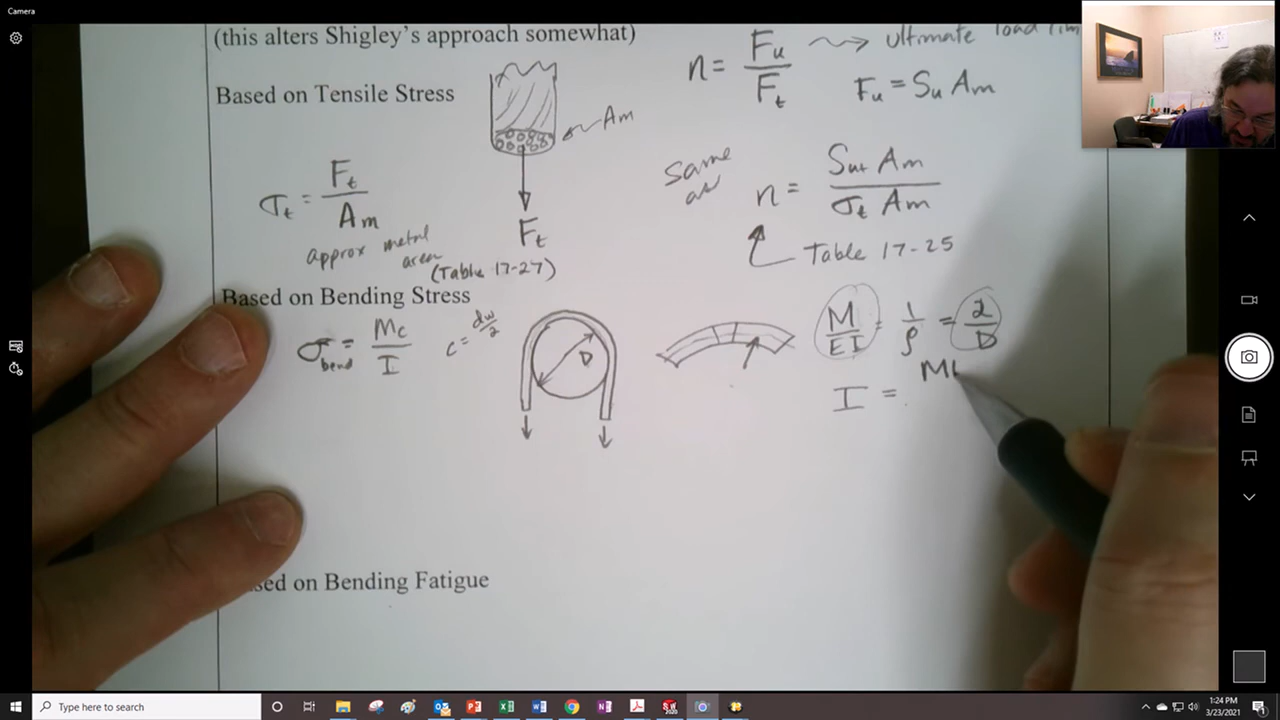 Camera
(this alters Shigley's approach somewhat)
n = Fu / Ft → ultimate load
Fu = Su Am
Based on Tensile Stress
Am
σt = Ft / Am
approx metal area
(Table 17-27)
Ft
same as
n = Sut Am / σt Am
Table 17-25
Based on Bending Stress
σbend = Mc / I
c = dw/2
D
M / EI = 1 / ρ = 2 / D
I = M
sed on Bending Fatigue
Type here to search
1:24 PM
3/23/2021